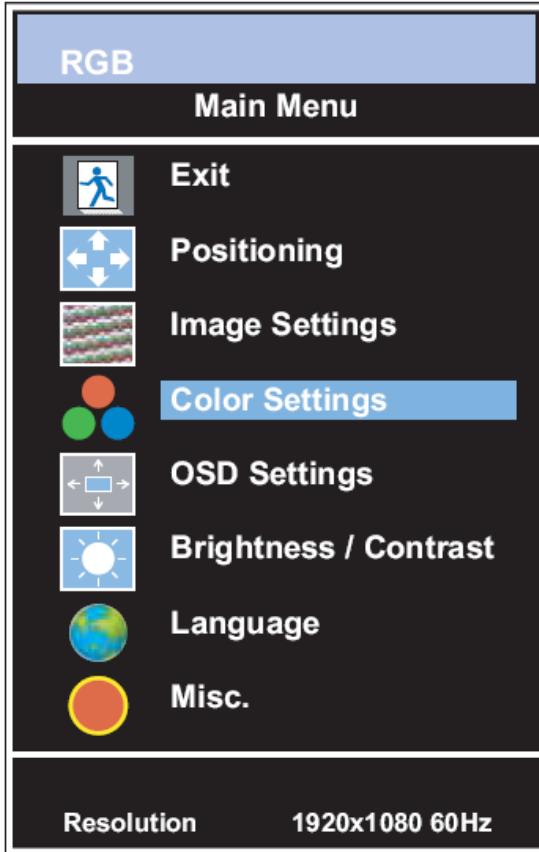 RGB
Main Menu
Exit
Positioning
Image Settings
Color Settings
OSD Settings
Brightness / Contrast
Language
Misc.
Resolution 1920x1080 60Hz